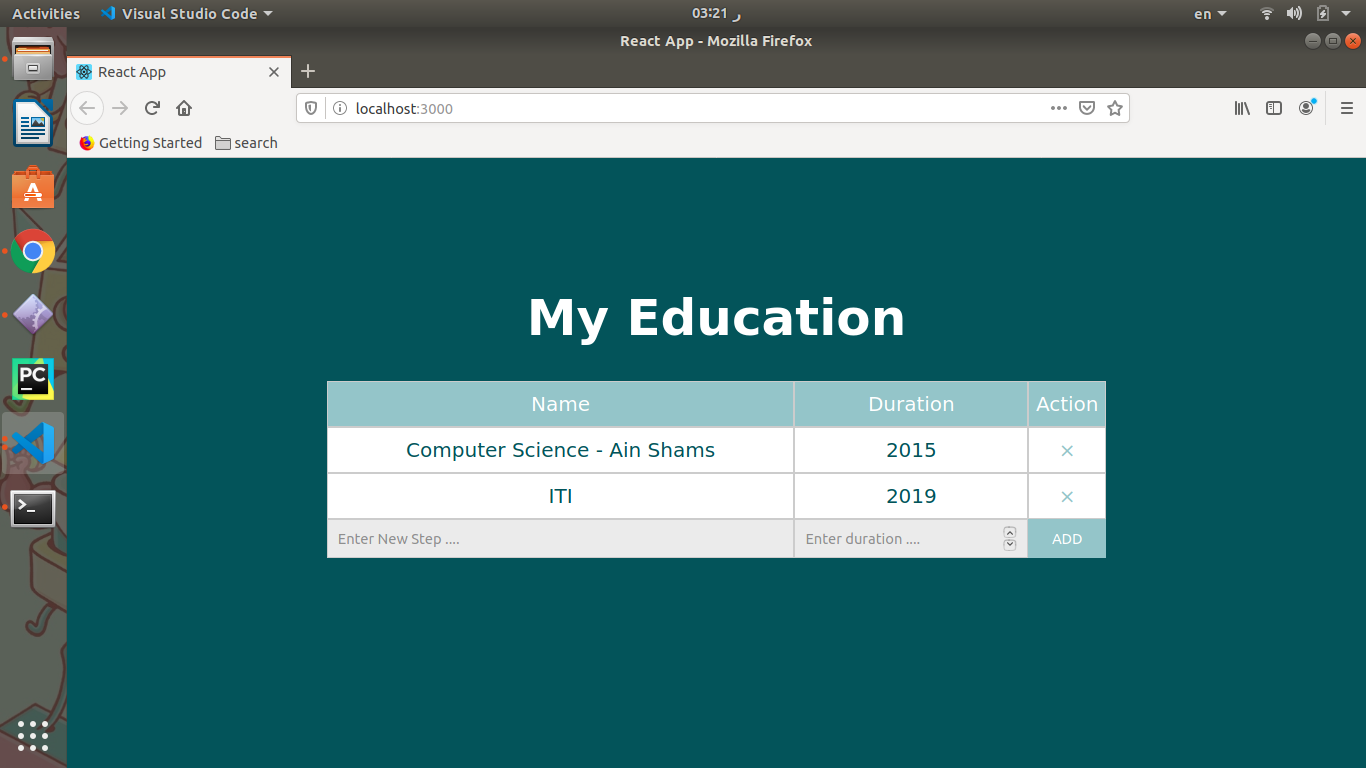 Activities Visual Studio Code ر 03:21 en
React App - Mozilla Firefox
React App
localhost:3000
Getting Started search
My Education
Name Duration Action
Computer Science - Ain Shams 2015 ×
ITI 2019 ×
Enter New Step .... Enter duration .... ADD
PC